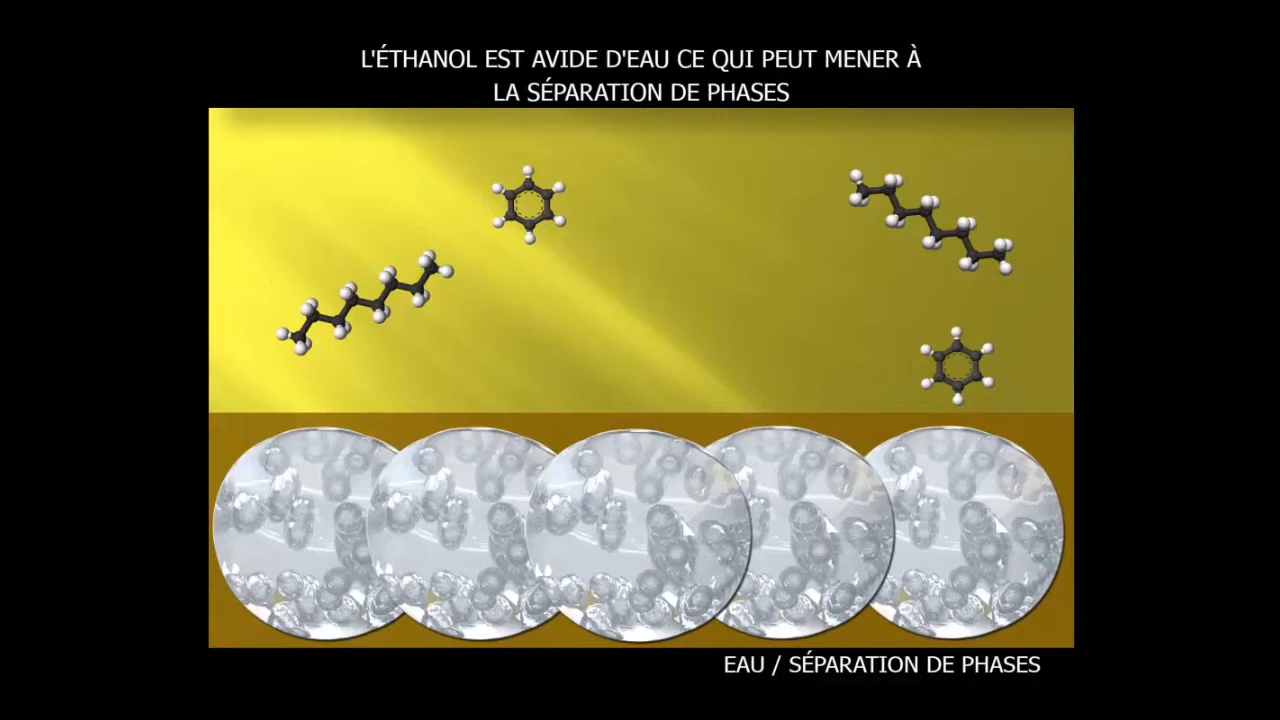 L'ÉTHANOL EST AVIDE D'EAU CE QUI PEUT MENER À
LA SÉPARATION DE PHASES
EAU / SÉPARATION DE PHASES